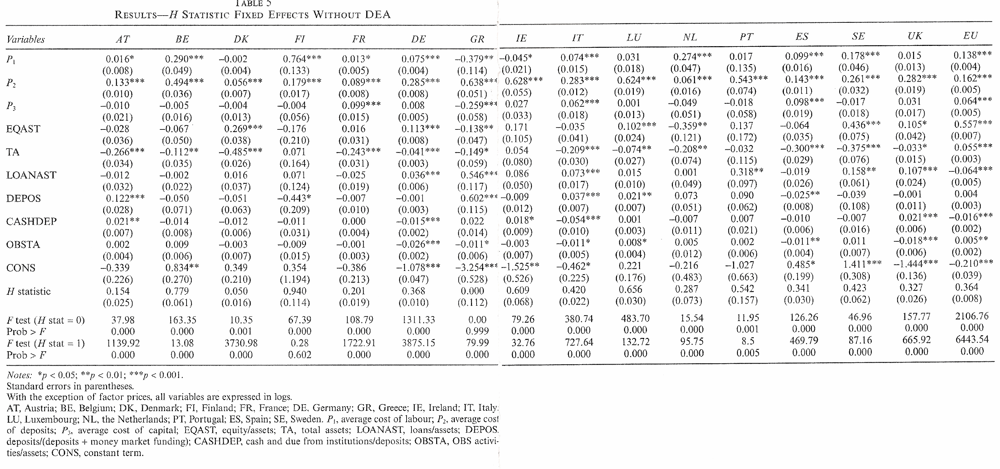 TABLE 5
RESULTS—H STATISTIC FIXED EFFECTS WITHOUT DEA
Variables AT BE DK FI FR DE GR IE IT LU NL PT ES SE UK EU
P1 0.016* 0.290*** –0.002 0.764*** 0.013* 0.075*** –0.379** –0.045* 0.074*** 0.031 0.274*** 0.017 0.099*** 0.178*** 0.015 0.138***
(0.008) (0.049) (0.004) (0.133) (0.005) (0.004) (0.114) (0.021) (0.015) (0.018) (0.047) (0.135) (0.016) (0.046) (0.013) (0.004)
P2 0.133*** 0.494*** 0.056*** 0.179*** 0.089*** 0.285*** 0.638*** 0.628*** 0.283*** 0.624*** 0.061*** 0.543*** 0.143*** 0.261*** 0.282*** 0.162***
(0.010) (0.036) (0.007) (0.017) (0.008) (0.008) (0.051) (0.055) (0.012) (0.019) (0.016) (0.074) (0.011) (0.032) (0.019) (0.005)
P3 –0.010 –0.005 –0.004 –0.004 0.099*** 0.008 –0.259*** 0.027 0.062*** 0.001 –0.049 –0.018 0.098*** –0.017 0.031 0.064***
(0.021) (0.016) (0.013) (0.056) (0.015) (0.005) (0.058) (0.033) (0.018) (0.013) (0.051) (0.058) (0.019) (0.018) (0.017) (0.005)
EQAST –0.028 –0.067 0.269*** –0.176 0.016 0.113*** –0.138** 0.171 –0.035 0.102*** –0.359** 0.137 –0.064 0.436*** 0.105* 0.557***
(0.036) (0.050) (0.038) (0.210) (0.031) (0.008) (0.047) (0.105) (0.041) (0.024) (0.121) (0.172) (0.035) (0.075) (0.042) (0.007)
TA –0.266*** –0.112** –0.485*** 0.071 –0.243*** –0.041*** –0.149* 0.054 –0.209*** –0.074** –0.208** –0.032 –0.300*** –0.375*** –0.033* 0.055***
(0.034) (0.035) (0.026) (0.164) (0.031) (0.003) (0.059) (0.080) (0.030) (0.027) (0.074) (0.115) (0.029) (0.076) (0.015) (0.003)
LOANAST –0.012 –0.002 0.016 0.071 –0.025 0.036*** 0.546*** 0.086 0.073*** 0.015 0.001 0.318** –0.019 0.158** 0.107*** –0.064***
(0.032) (0.022) (0.037) (0.124) (0.019) (0.006) (0.117) (0.050) (0.017) (0.010) (0.049) (0.097) (0.026) (0.061) (0.024) (0.005)
DEPOS 0.122*** –0.050 –0.051 –0.443* –0.007 –0.001 0.602*** –0.009 0.037*** 0.021** 0.073 0.090 –0.025** –0.039 –0.001 0.004
(0.028) (0.071) (0.063) (0.209) (0.010) (0.003) (0.115) (0.012) (0.007) (0.007) (0.051) (0.062) (0.008) (0.108) (0.011) (0.003)
CASHDEP 0.021** –0.014 –0.012 –0.011 0.000 –0.015*** 0.022 0.018* –0.054*** 0.001 –0.007 0.007 –0.010 –0.007 0.021*** –0.016***
(0.007) (0.008) (0.006) (0.031) (0.004) (0.002) (0.014) (0.009) (0.010) (0.003) (0.011) (0.021) (0.006) (0.016) (0.006) (0.002)
OBSTA 0.002 0.009 –0.003 –0.009 –0.001 –0.026*** –0.011* –0.003 –0.011* 0.008* 0.005 0.002 –0.011** 0.011 –0.018*** 0.005**
(0.004) (0.006) (0.007) (0.015) (0.003) (0.002) (0.006) (0.007) (0.005) (0.004) (0.012) (0.006) (0.004) (0.007) (0.006) (0.002)
CONS –0.339 0.834** 0.349 0.354 –0.386 –1.078*** –3.254*** –1.525** –0.462* 0.221 –0.216 –1.027 0.485* 1.411*** –1.444*** –0.210***
(0.226) (0.270) (0.210) (1.194) (0.213) (0.047) (0.528) (0.526) (0.225) (0.176) (0.483) (0.663) (0.199) (0.308) (0.136) (0.039)
H statistic 0.154 0.779 0.050 0.940 0.201 0.368 0.000 0.609 0.420 0.656 0.287 0.542 0.341 0.423 0.327 0.364
(0.025) (0.061) (0.016) (0.114) (0.019) (0.010) (0.112) (0.068) (0.022) (0.030) (0.073) (0.157) (0.030) (0.062) (0.026) (0.008)
F test (H stat = 0) 37.98 163.35 10.35 67.39 108.79 1311.33 0.00 79.26 380.74 483.70 15.54 11.95 126.26 46.96 157.77 2106.76
Prob > F 0.000 0.000 0.001 0.000 0.000 0.000 0.999 0.000 0.000 0.000 0.000 0.001 0.000 0.000 0.000 0.000
F test (H stat = 1) 1139.92 13.08 3730.98 0.28 1722.91 3875.15 79.99 32.76 727.64 132.72 95.75 8.5 469.79 87.16 665.92 6443.54
Prob > F 0.000 0.000 0.000 0.602 0.000 0.000 0.000 0.000 0.000 0.000 0.000 0.005 0.000 0.000 0.000 0.000
Notes: *p < 0.05; **p < 0.01; ***p < 0.001.
Standard errors in parentheses.
With the exception of factor prices, all variables are expressed in logs.
AT, Austria; BE, Belgium; DK, Denmark; FI, Finland; FR, France; DE, Germany; GR, Greece; IE, Ireland; IT, Italy;
LU, Luxembourg; NL, the Netherlands; PT, Portugal; ES, Spain; SE, Sweden. P1, average cost of labour; P2, average cost
of deposits; P3, average cost of capital; EQAST, equity/assets; TA, total assets; LOANAST, loans/assets; DEPOS,
deposits/(deposits + money market funding); CASHDEP, cash and due from institutions/deposits; OBSTA, OBS activi-
ties/assets; CONS, constant term.